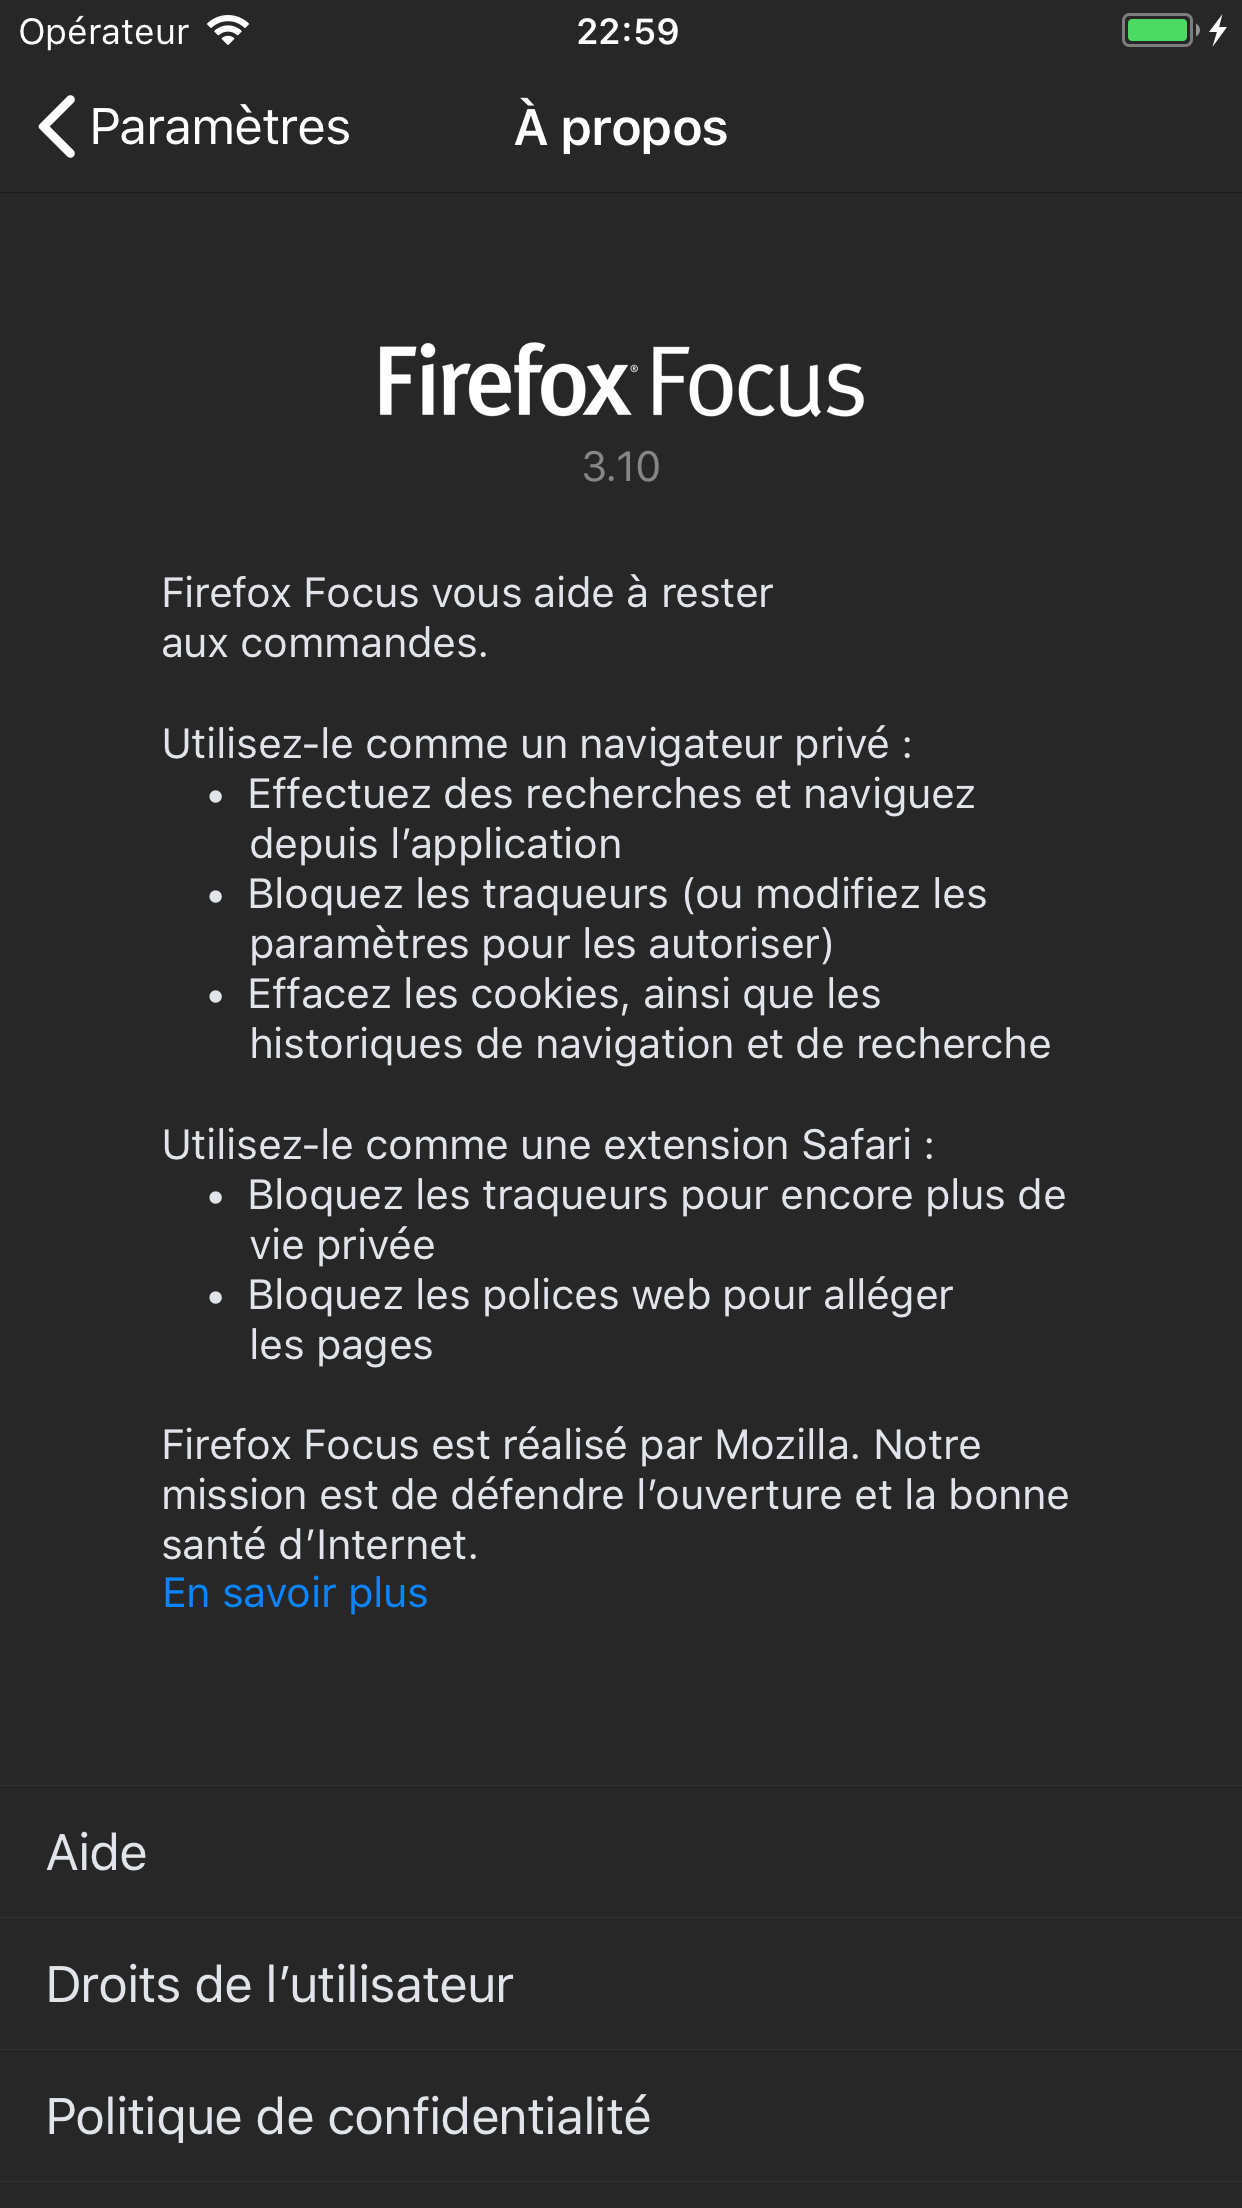 Opérateur 22:59
Paramètres À propos
Firefox® Focus
3.10
Firefox Focus vous aide à rester
aux commandes.
Utilisez-le comme un navigateur privé :
• Effectuez des recherches et naviguez
depuis l’application
• Bloquez les traqueurs (ou modifiez les
paramètres pour les autoriser)
• Effacez les cookies, ainsi que les
historiques de navigation et de recherche
Utilisez-le comme une extension Safari :
• Bloquez les traqueurs pour encore plus de
vie privée
• Bloquez les polices web pour alléger
les pages
Firefox Focus est réalisé par Mozilla. Notre
mission est de défendre l’ouverture et la bonne
santé d’Internet.
En savoir plus
Aide
Droits de l’utilisateur
Politique de confidentialité